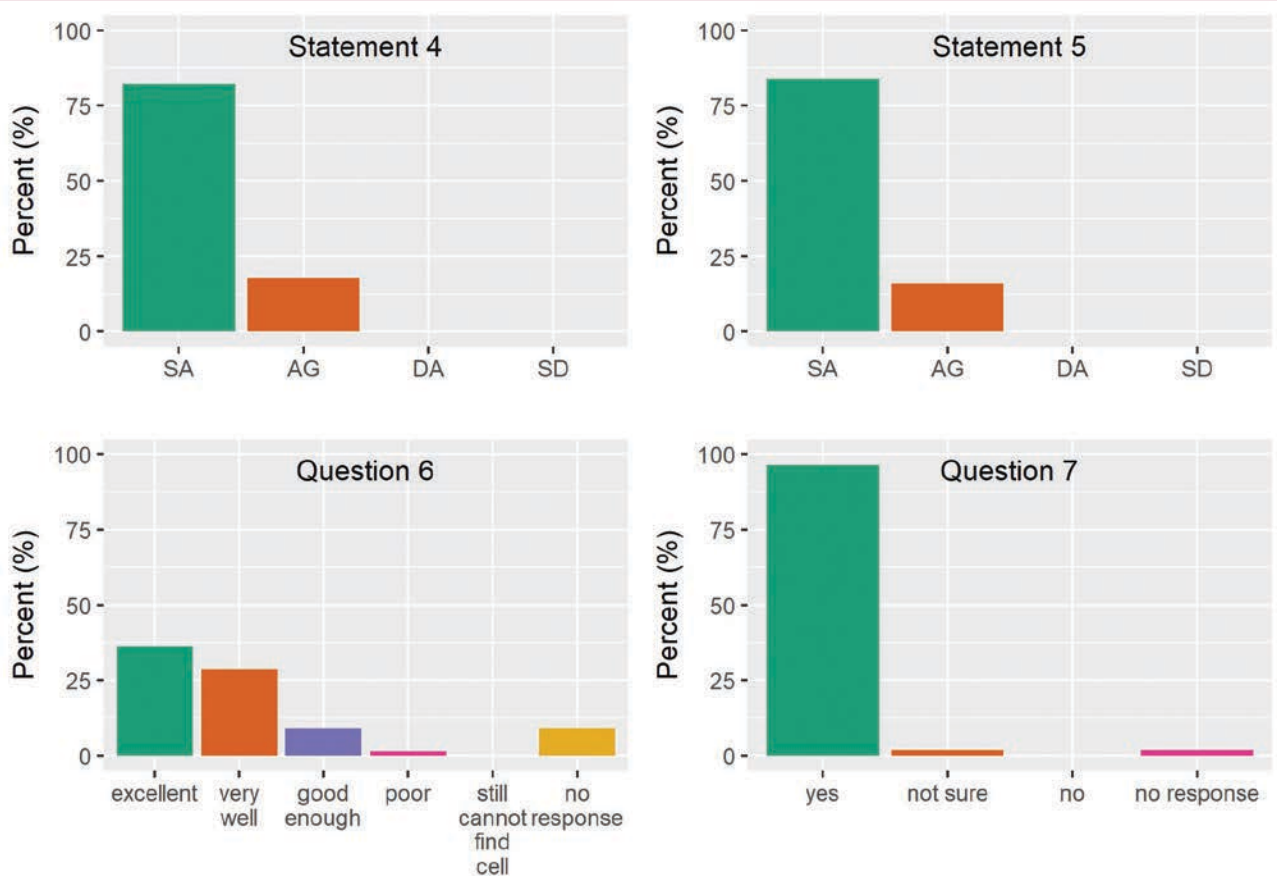 Statement 4
Percent (%)
100
75
50
25
0
SA AG DA SD
Statement 5
Percent (%)
100
75
50
25
0
SA AG DA SD
Question 6
Percent (%)
100
75
50
25
0
excellent very well good enough poor still cannot find cell no response
Question 7
Percent (%)
100
75
50
25
0
yes not sure no no response